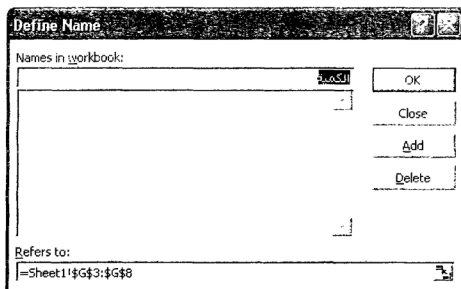 Define Name
Names in workbook:
الكمية
OK
Close
Add
Delete
Refers to:
=Sheet1!$G$3:$G$8